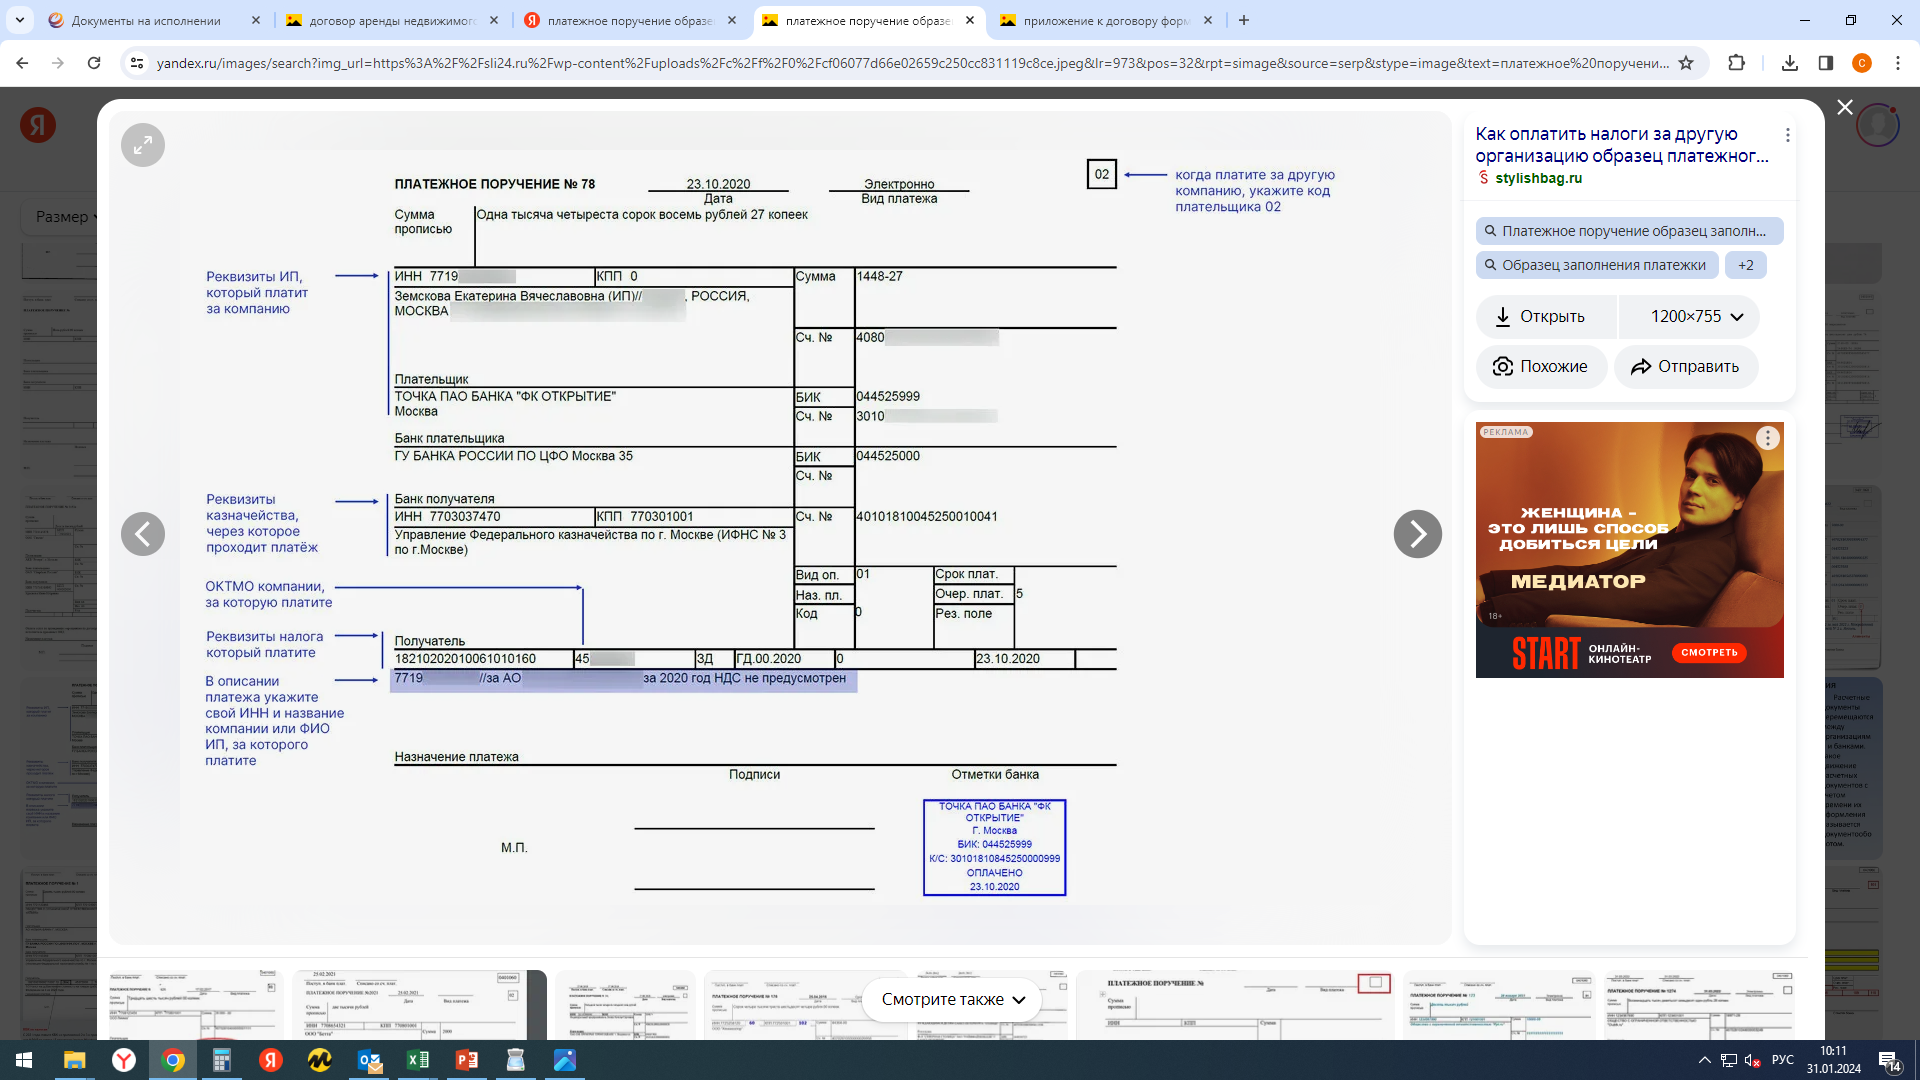 Документы на исполнении
договор аренды недвижимого
платежное поручение образе
платежное поручение образе
приложение к договору форм
yandex.ru/images/search?img_url=https%3A%2F%2Fsli24.ru%2Fwp-content%2Fuploads%2Fc%2Ff%2F0%2Fcf06077d66e02659c250cc831119c8ce.jpeg&lr=973&pos=32&rpt=simage&source=serp&stype=image&text=платежное%20поручени...
С
Я
Размер
ПЛАТЕЖНОЕ ПОРУЧЕНИЕ № 78
23.10.2020
Дата
Электронно
Вид платежа
02
когда платите за другую
компанию, укажите код
плательщика 02
Сумма
прописью
Одна тысяча четыреста сорок восемь рублей 27 копеек
Реквизиты ИП,
который платит
за компанию
ИНН 7719
КПП 0
Сумма
1448-27
Земскова Екатерина Вячеславовна (ИП)// , РОССИЯ,
МОСКВА
Сч. №
4080
Плательщик
ТОЧКА ПАО БАНКА "ФК ОТКРЫТИЕ"
Москва
БИК
044525999
Сч. №
3010
Банк плательщика
ГУ БАНКА РОССИИ ПО ЦФО Москва 35
БИК
044525000
Сч. №
Реквизиты
казначейства,
через которое
проходит платёж
Банк получателя
ИНН 7703037470
КПП 770301001
Сч. №
40101810045250010041
Управление Федерального казначейства по г. Москве (ИФНС № 3
по г.Москве)
ОКТМО компании,
за которую платите
Вид оп.
01
Срок плат.
Наз. пл.
Очер. плат.
5
Код
0
Рез. поле
Реквизиты налога
который платите
Получатель
18210202010061010160
45
ЗД
ГД.00.2020
0
23.10.2020
В описании
платежа укажите
свой ИНН и название
компании или ФИО
ИП, за которого
платите
7719 //за АО за 2020 год НДС не предусмотрен
Назначение платежа
Подписи
Отметки банка
М.П.
ТОЧКА ПАО БАНКА "ФК
ОТКРЫТИЕ"
Г. Москва
БИК: 044525999
К/С: 30101810845250000999
ОПЛАЧЕНО
23.10.2020
Как оплатить налоги за другую
организацию образец платежног...
stylishbag.ru
Платежное поручение образец заполн...
Образец заполнения платежки
+2
Открыть
1200×755
Похожие
Отправить
РЕКЛАМА
ЖЕНЩИНА –
ЭТО ЛИШЬ СПОСОБ
ДОБИТЬСЯ ЦЕЛИ
МЕДИАТОР
18+
START
ОНЛАЙН-
КИНОТЕАТР
СМОТРЕТЬ
Смотрите также
РУС
10:11
31.01.2024
14